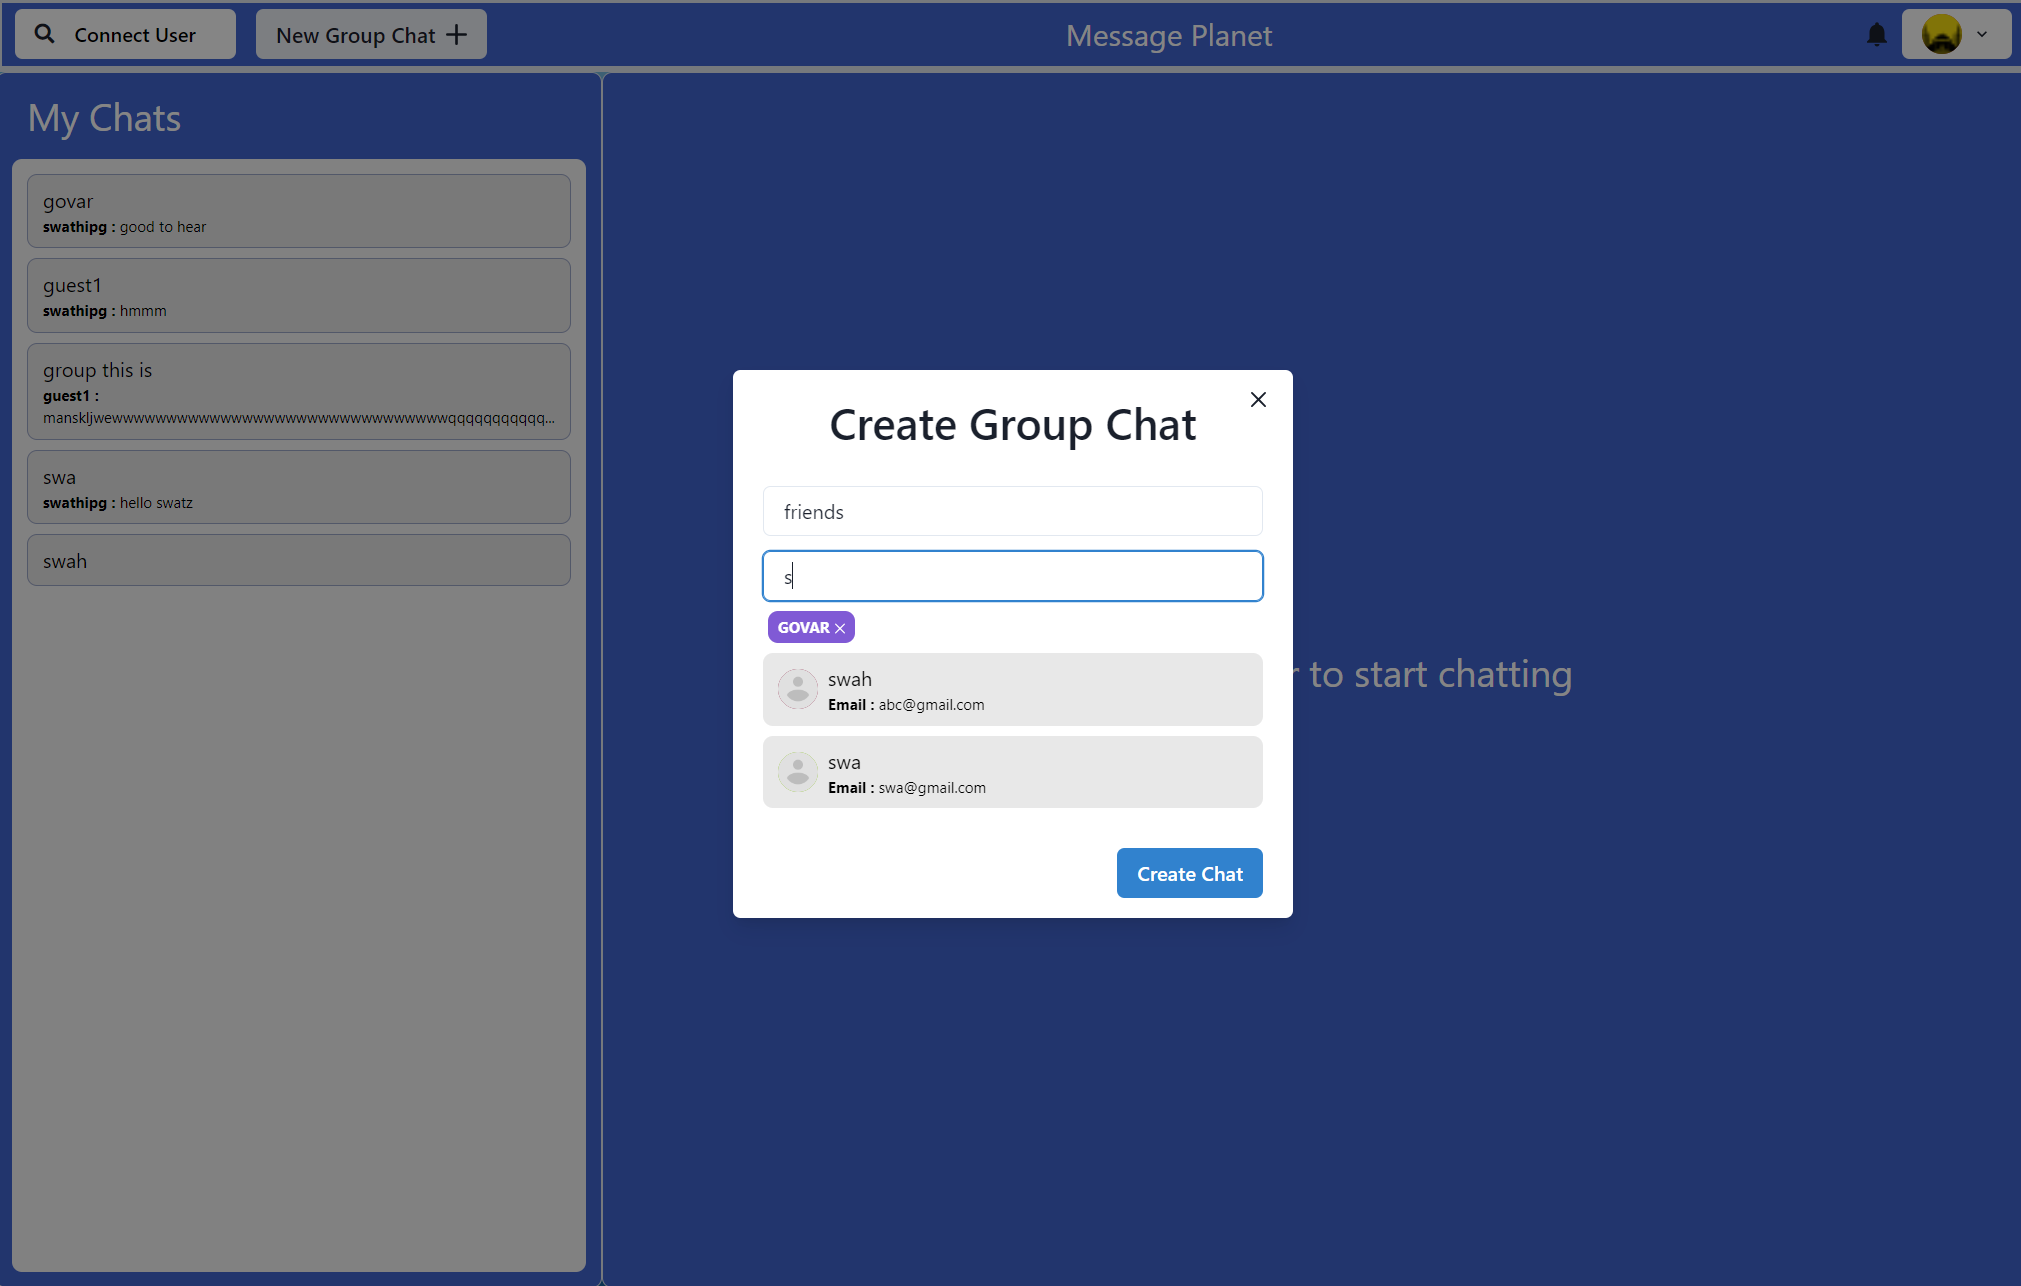 Connect User
New Group Chat
Message Planet
My Chats
govar
swathipg : good to hear
guest1
swathipg : hmmm
group this is
guest1 :
manskljwewwwwwwwwwwwwwwwwwwwwwwwwwwwwwwwqqqqqqqqqqq...
swa
swathipg : hello swatz
swah
to start chatting
Create Group Chat
friends
s
GOVAR
swah
Email : abc@gmail.com
swa
Email : swa@gmail.com
Create Chat